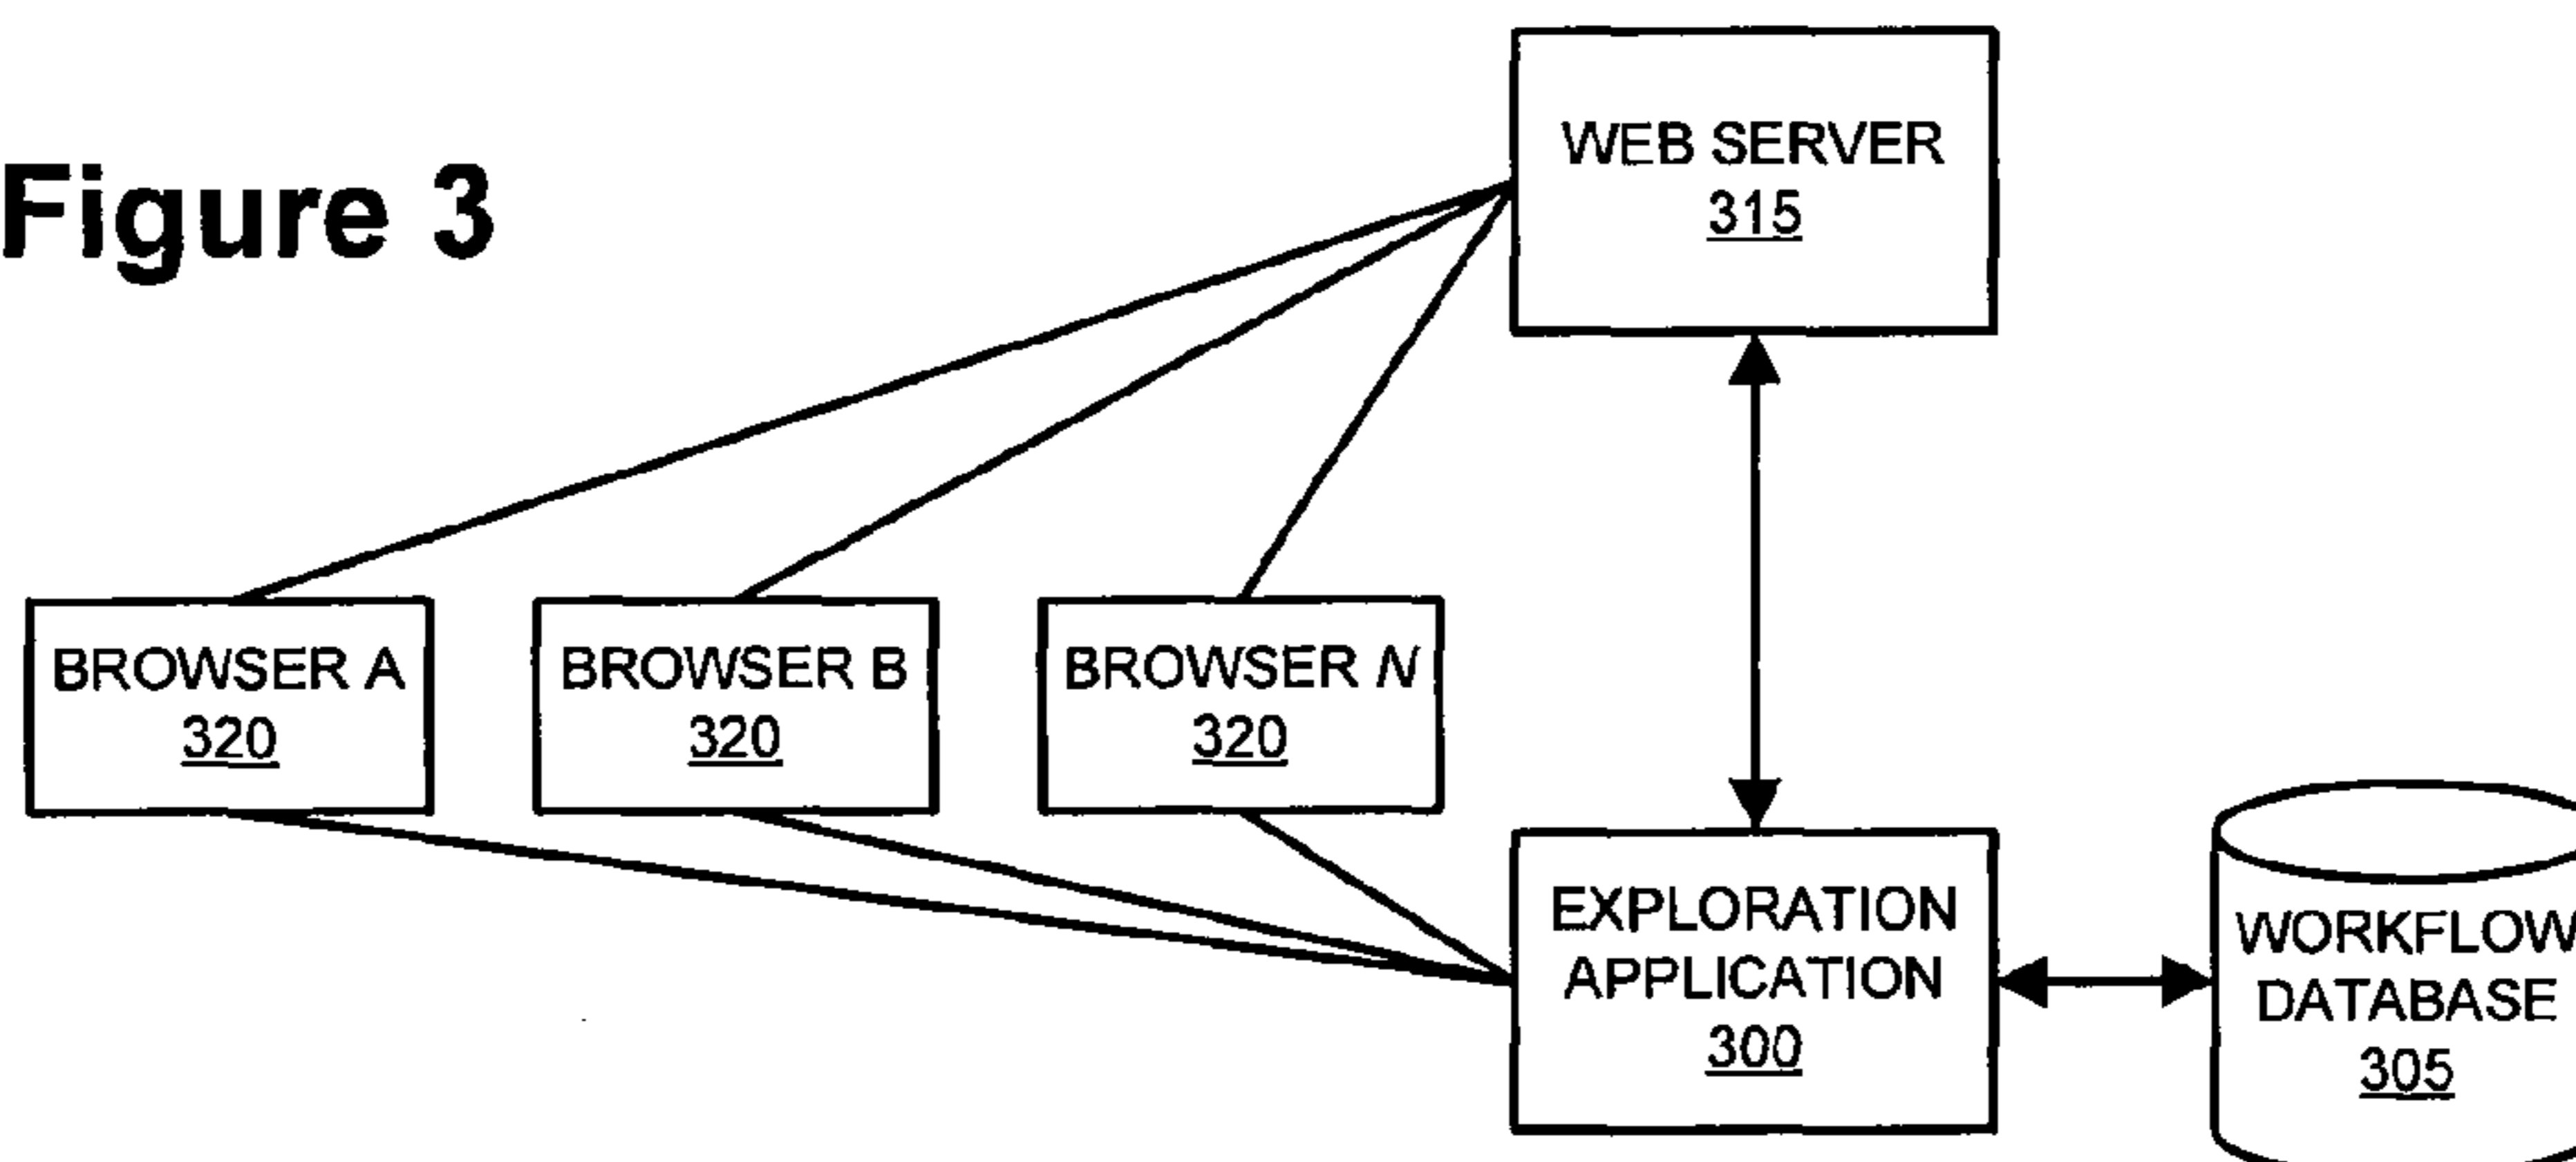 Figure 3
WEB SERVER
315
BROWSER A
320
BROWSER B
320
BROWSER N
320
EXPLORATION
APPLICATION
300
WORKFLOW
DATABASE
305